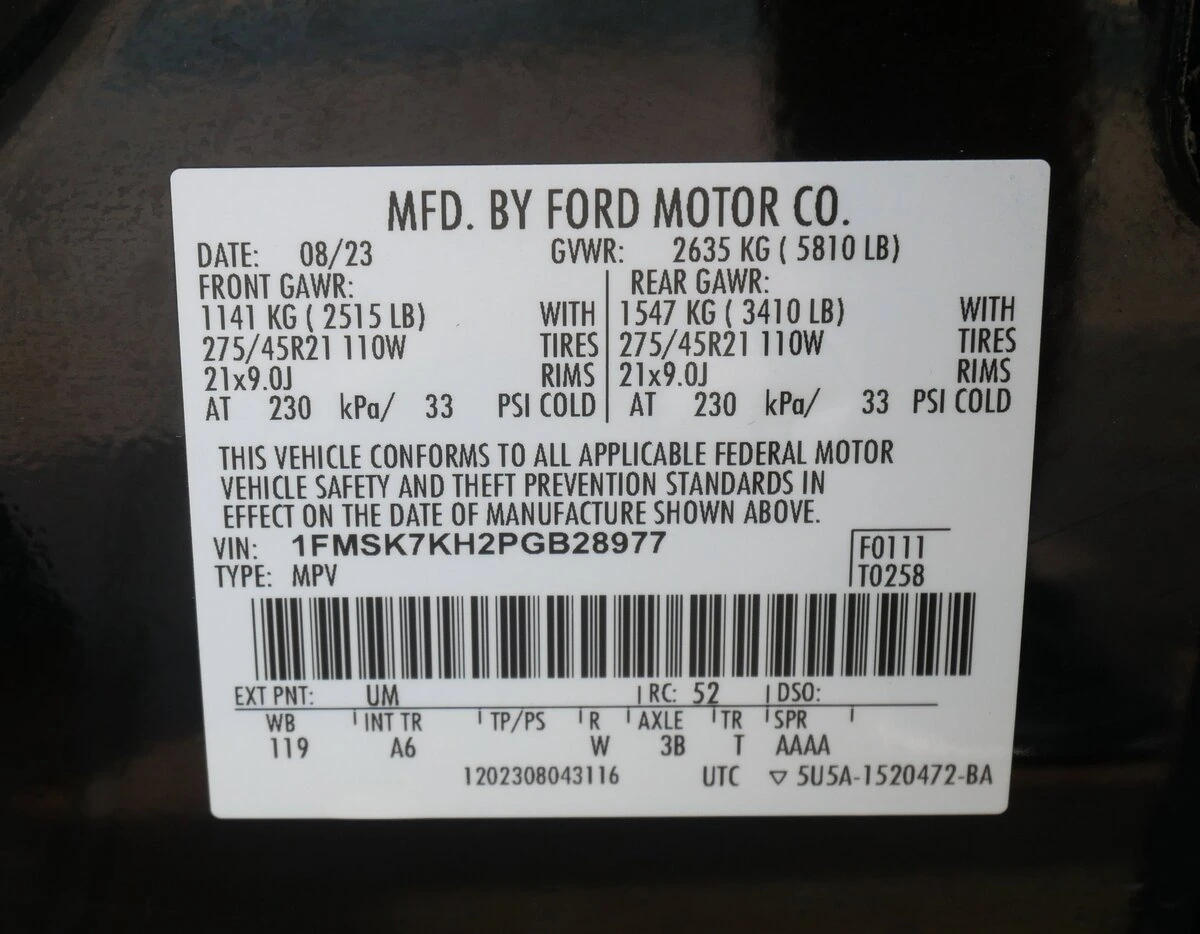 MFD. BY FORD MOTOR CO.
DATE: 08/23 GVWR: 2635 KG ( 5810 LB)
FRONT GAWR: REAR GAWR:
1141 KG ( 2515 LB) WITH 1547 KG ( 3410 LB) WITH
275/45R21 110W TIRES 275/45R21 110W TIRES
21x9.0J RIMS 21x9.0J RIMS
AT 230 kPa/ 33 PSI COLD AT 230 kPa/ 33 PSI COLD
THIS VEHICLE CONFORMS TO ALL APPLICABLE FEDERAL MOTOR
VEHICLE SAFETY AND THEFT PREVENTION STANDARDS IN
EFFECT ON THE DATE OF MANUFACTURE SHOWN ABOVE.
VIN: 1FMSK7KH2PGB28977 F0111
TYPE: MPV T0258
EXT PNT: UM RC: 52 DSO:
WB INT TR TP/PS R AXLE TR SPR
119 A6 W 3B T AAAA
1202308043116 UTC ▽ 5U5A-1520472-BA